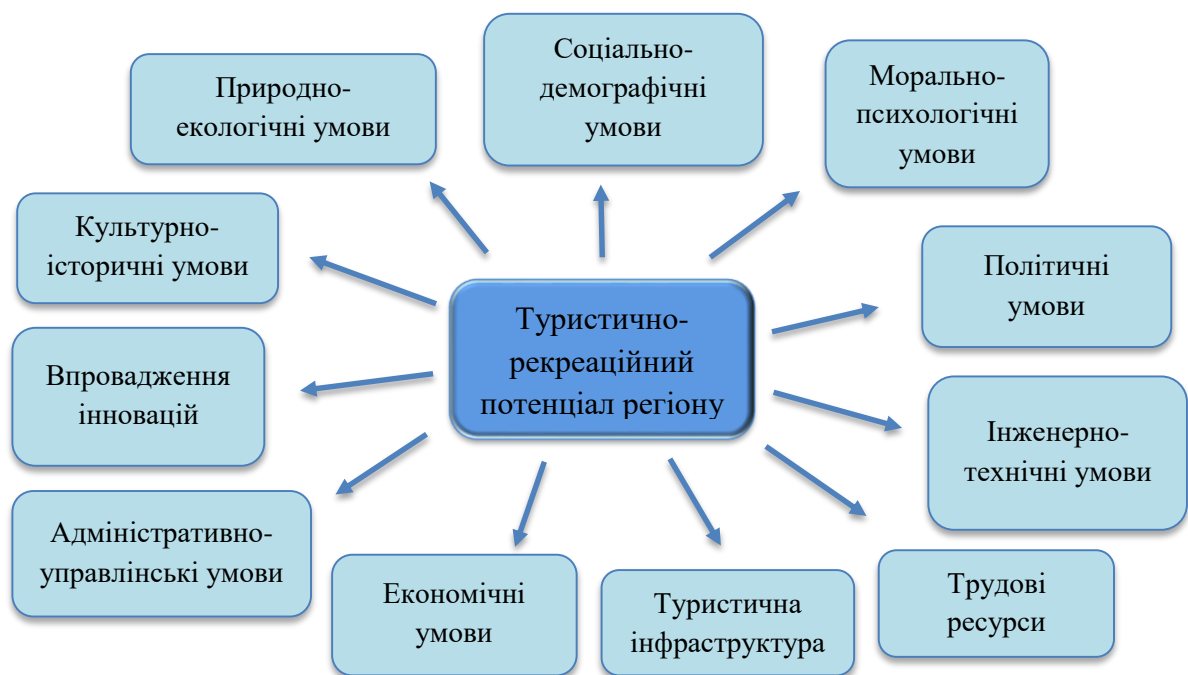 Соціально-
демографічні
умови
Природно-
екологічні умови
Морально-
психологічні
умови
Культурно-
історичні умови
Політичні
умови
Туристично-
рекреаційний
потенціал регіону
Впровадження
інновацій
Інженерно-
технічні умови
Адміністративно-
управлінські умови
Економічні
умови
Туристична
інфраструктура
Трудові
ресурси